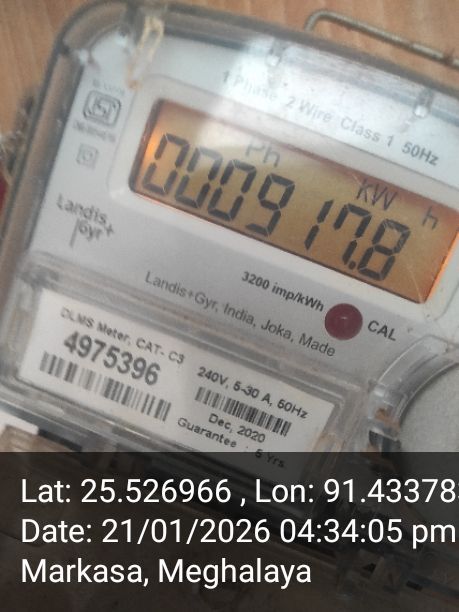 1 Phase 2 Wire Class 1 50Hz
Ph
kW h
000917.8
Landis
Gyr+
3200 imp/kWh
CAL
Landis+Gyr, India, Joka, Made
DLMS Meter, CAT- C3
4975396
240V, 5-30 A, 50Hz
Dec, 2020
Guarantee : 5 Yrs
Lat: 25.526966 , Lon: 91.43378
Date: 21/01/2026 04:34:05 pm
Markasa, Meghalaya